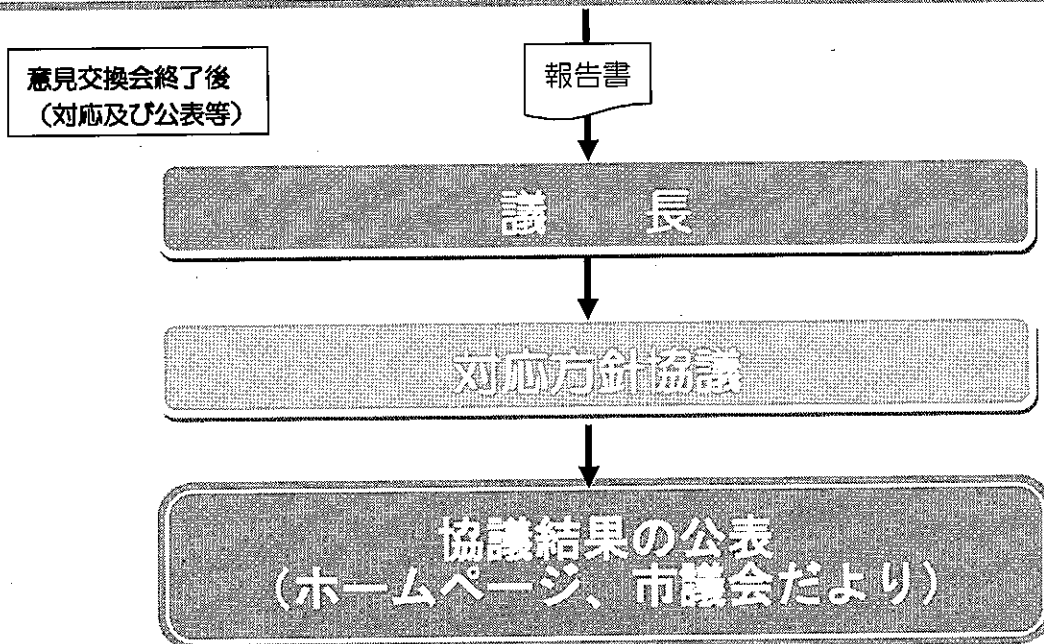 意見交換会終了後
（対応及び公表等）
報告書
議　長
対応方針協議
協議結果の公表
（ホームページ、市議会だより）